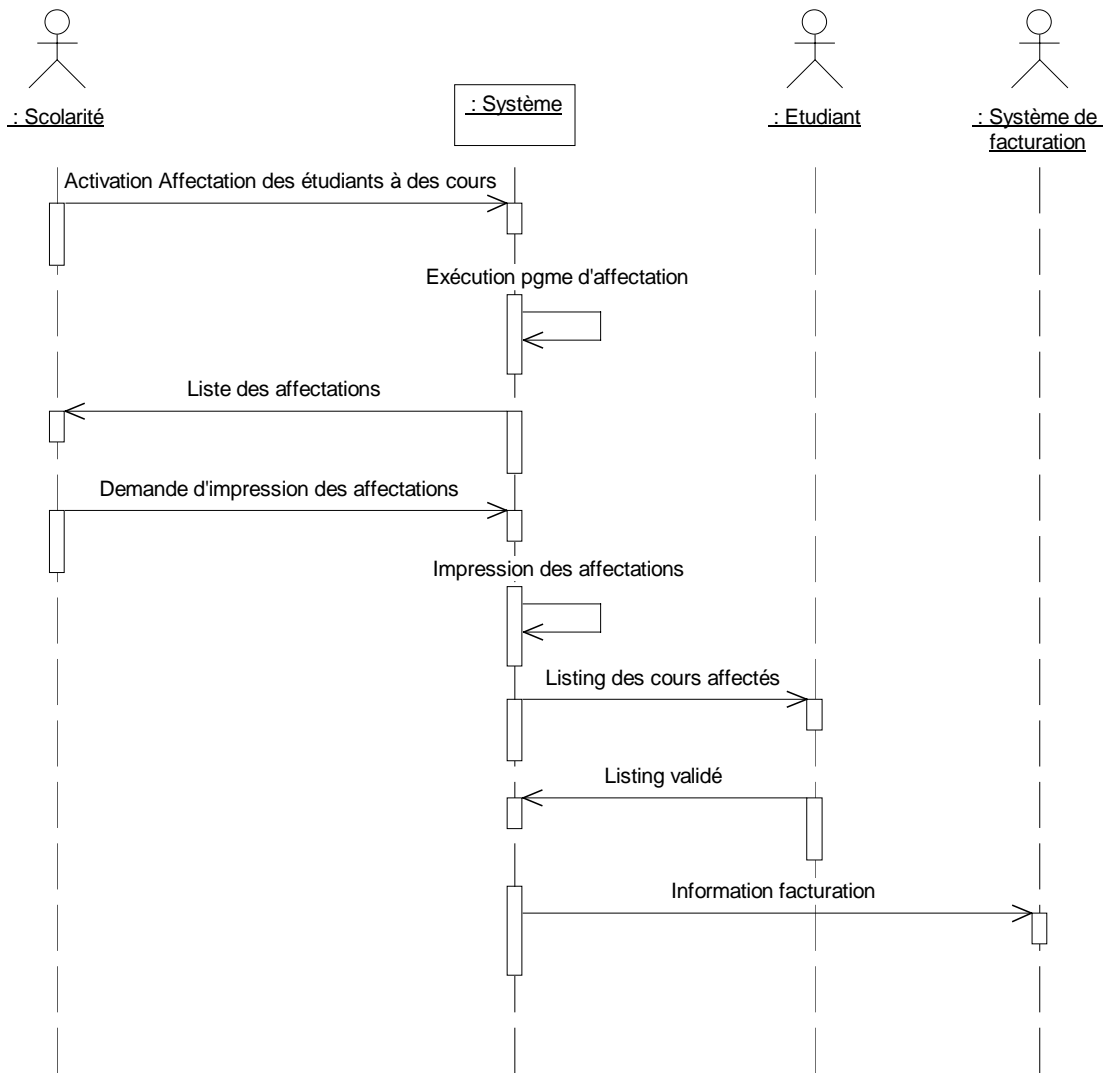 : Scolarité
: Système
: Etudiant
: Système de
facturation
Activation Affectation des étudiants à des cours
Exécution pgme d'affectation
Liste des affectations
Demande d'impression des affectations
Impression des affectations
Listing des cours affectés
Listing validé
Information facturation